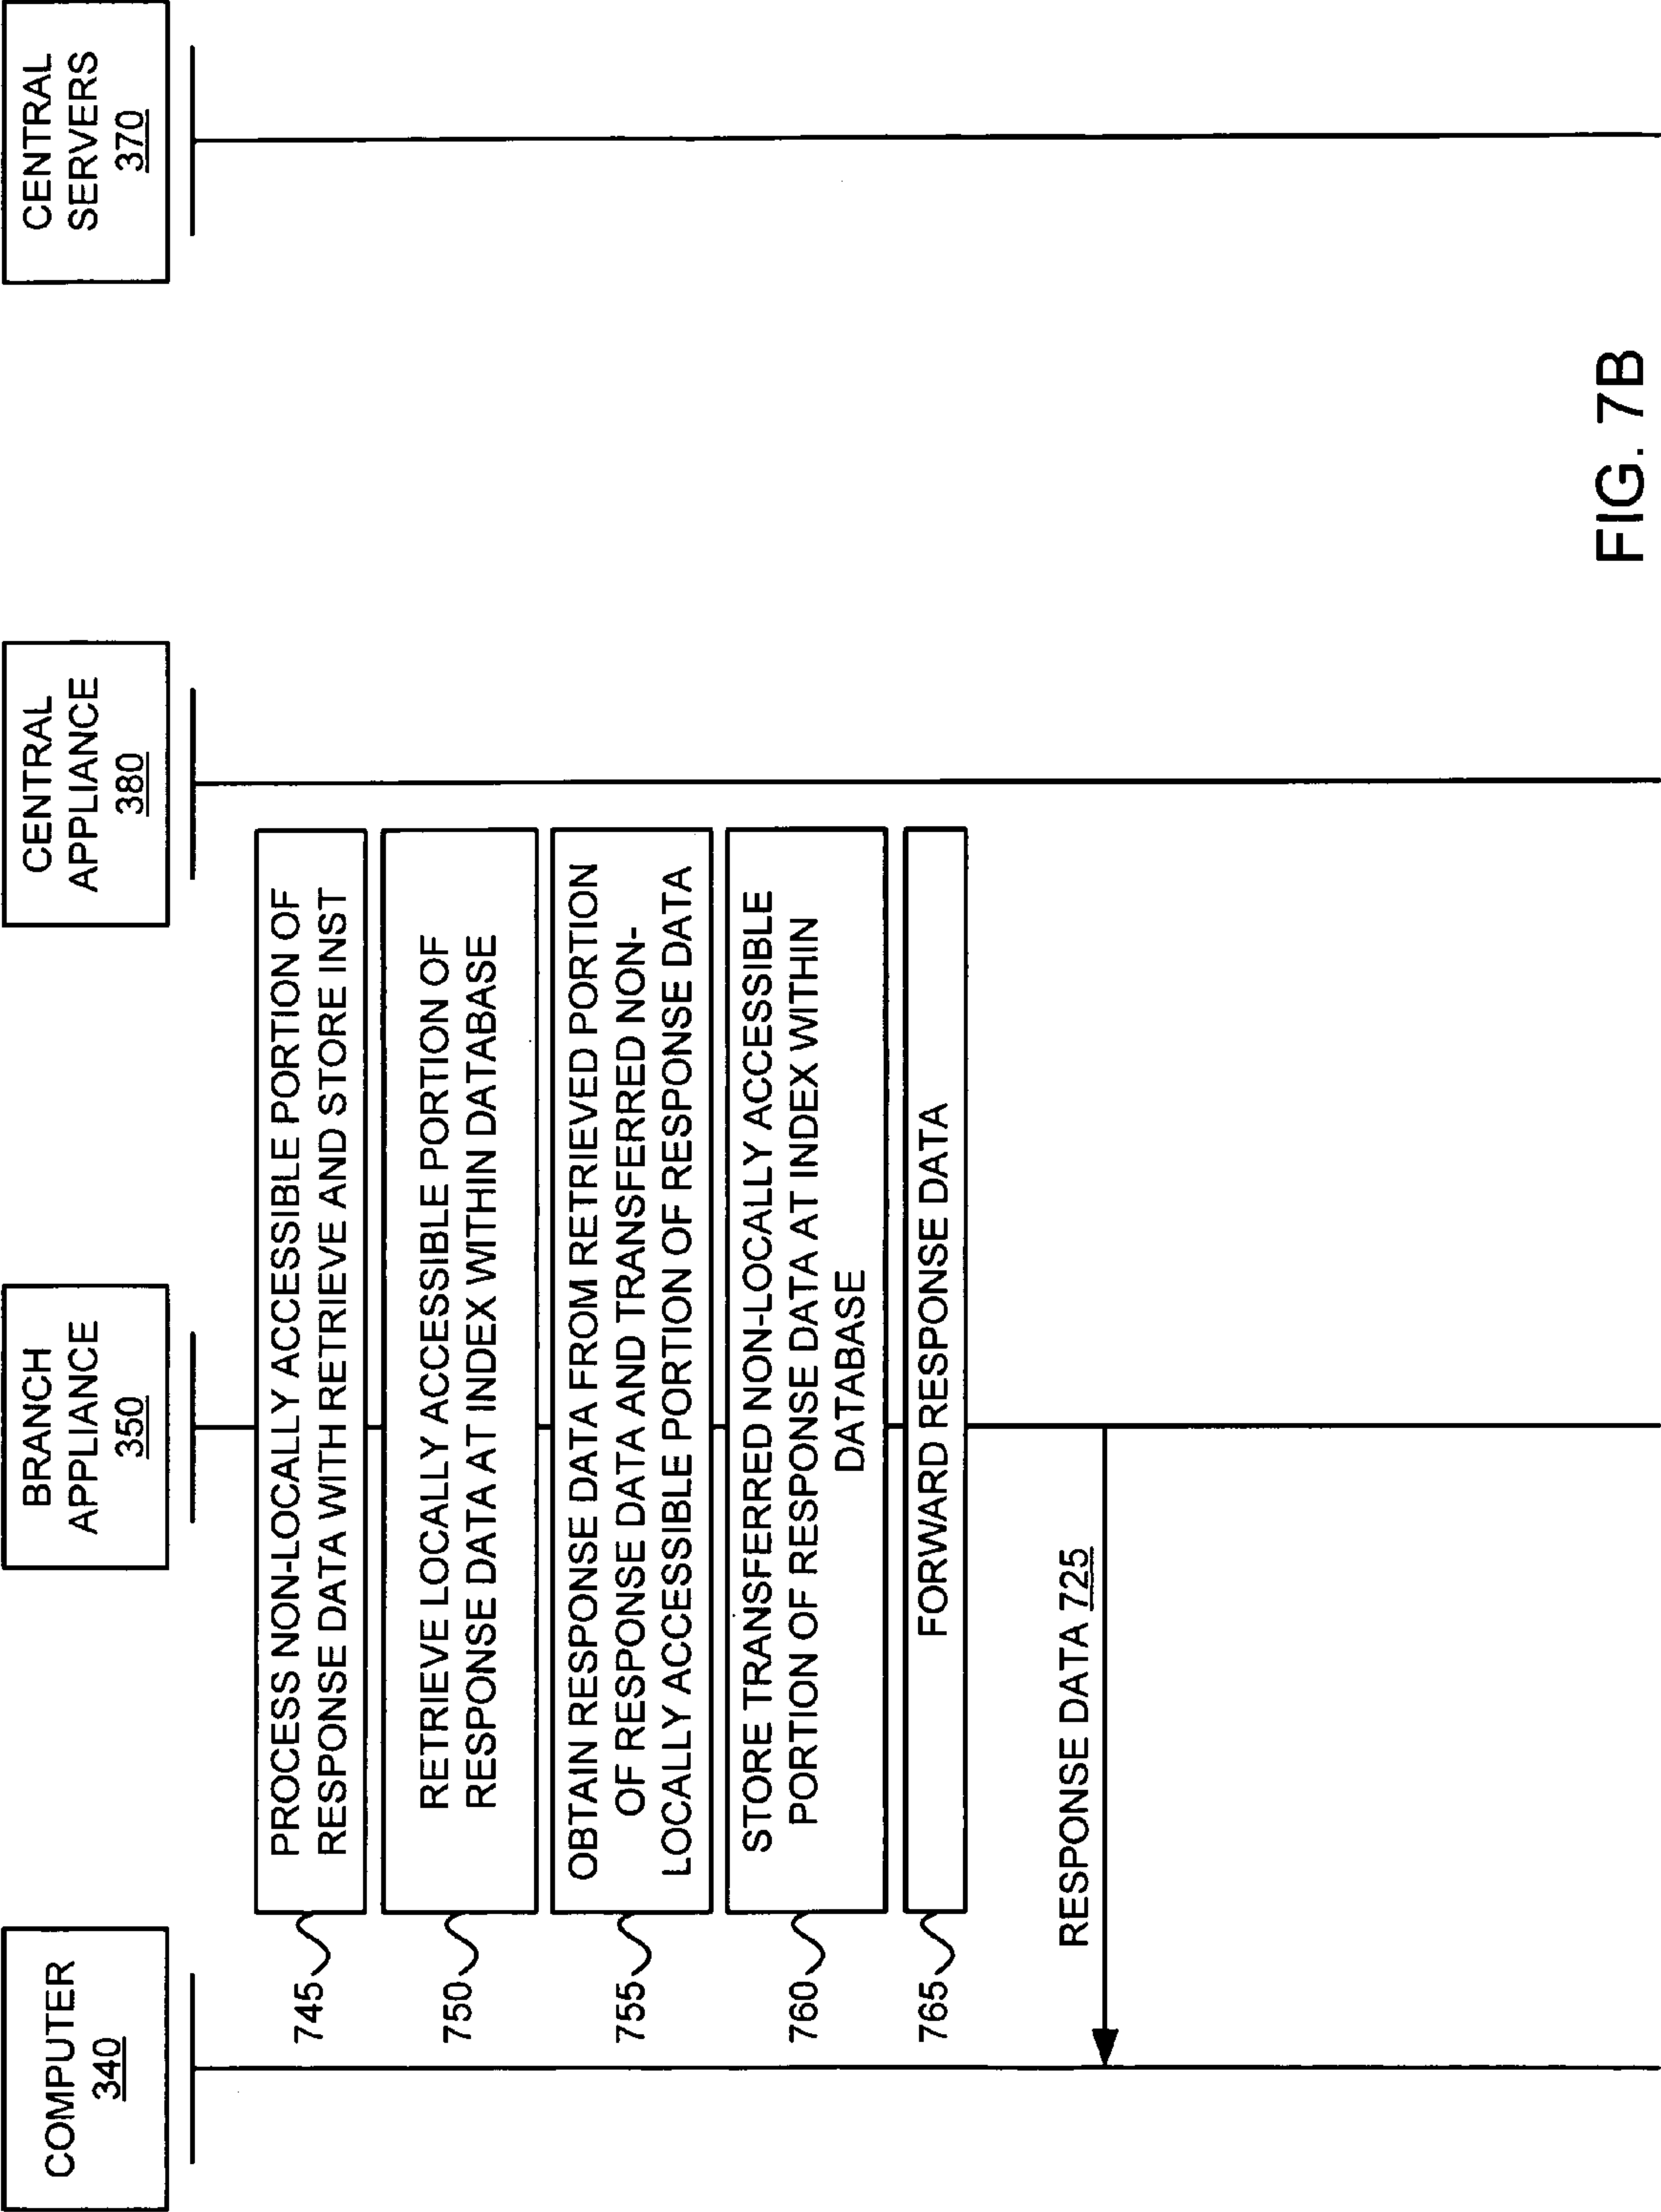 COMPUTER
340
BRANCH
APPLIANCE
350
CENTRAL
APPLIANCE
380
CENTRAL
SERVERS
370
745
PROCESS NON-LOCALLY ACCESSIBLE PORTION OF
RESPONSE DATA WITH RETRIEVE AND STORE INST
750
RETRIEVE LOCALLY ACCESSIBLE PORTION OF
RESPONSE DATA AT INDEX WITHIN DATABASE
755
OBTAIN RESPONSE DATA FROM RETRIEVED PORTION
OF RESPONSE DATA AND TRANSFERRED NON-
LOCALLY ACCESSIBLE PORTION OF RESPONSE DATA
760
STORE TRANSFERRED NON-LOCALLY ACCESSIBLE
PORTION OF RESPONSE DATA AT INDEX WITHIN
DATABASE
765
FORWARD RESPONSE DATA
RESPONSE DATA 725
FIG. 7B